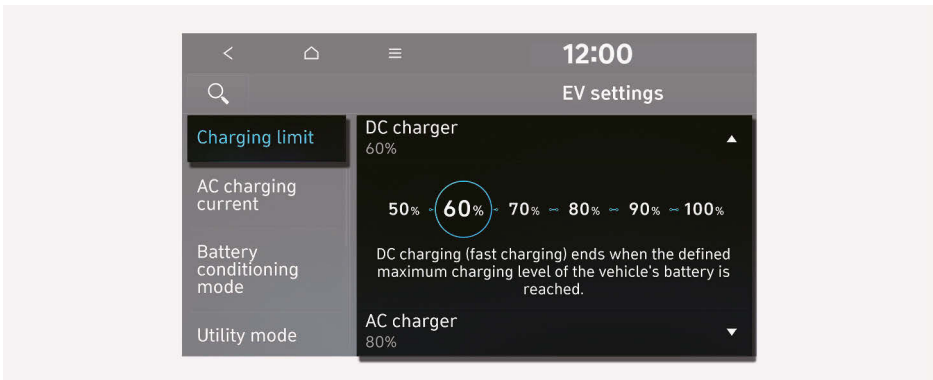 12:00
EV settings
Charging limit
AC charging
current
Battery
conditioning
mode
Utility mode
DC charger
60%
50% 60% 70% 80% 90% 100%
DC charging (fast charging) ends when the defined
maximum charging level of the vehicle's battery is
reached.
AC charger
80%